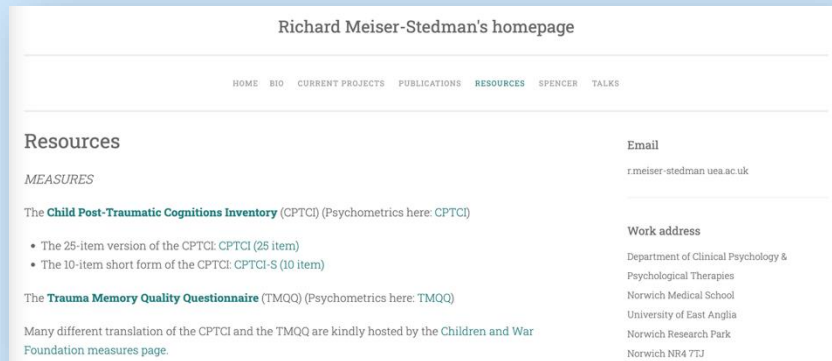 Richard Meiser-Stedman's homepage
HOME BIO CURRENT PROJECTS PUBLICATIONS RESOURCES SPENCER TALKS
Resources
MEASURES
The Child Post-Traumatic Cognitions Inventory (CPTCI) (Psychometrics here: CPTCI)
• The 25-item version of the CPTCI: CPTCI (25 item)
• The 10-item short form of the CPTCI: CPTCI-S (10 item)
The Trauma Memory Quality Questionnaire (TMQQ) (Psychometrics here: TMQQ)
Many different translation of the CPTCI and the TMQQ are kindly hosted by the Children and War
Foundation measures page.
Email
r.meiser-stedman uea.ac.uk
Work address
Department of Clinical Psychology &
Psychological Therapies
Norwich Medical School
University of East Anglia
Norwich Research Park
Norwich NR4 7TJ